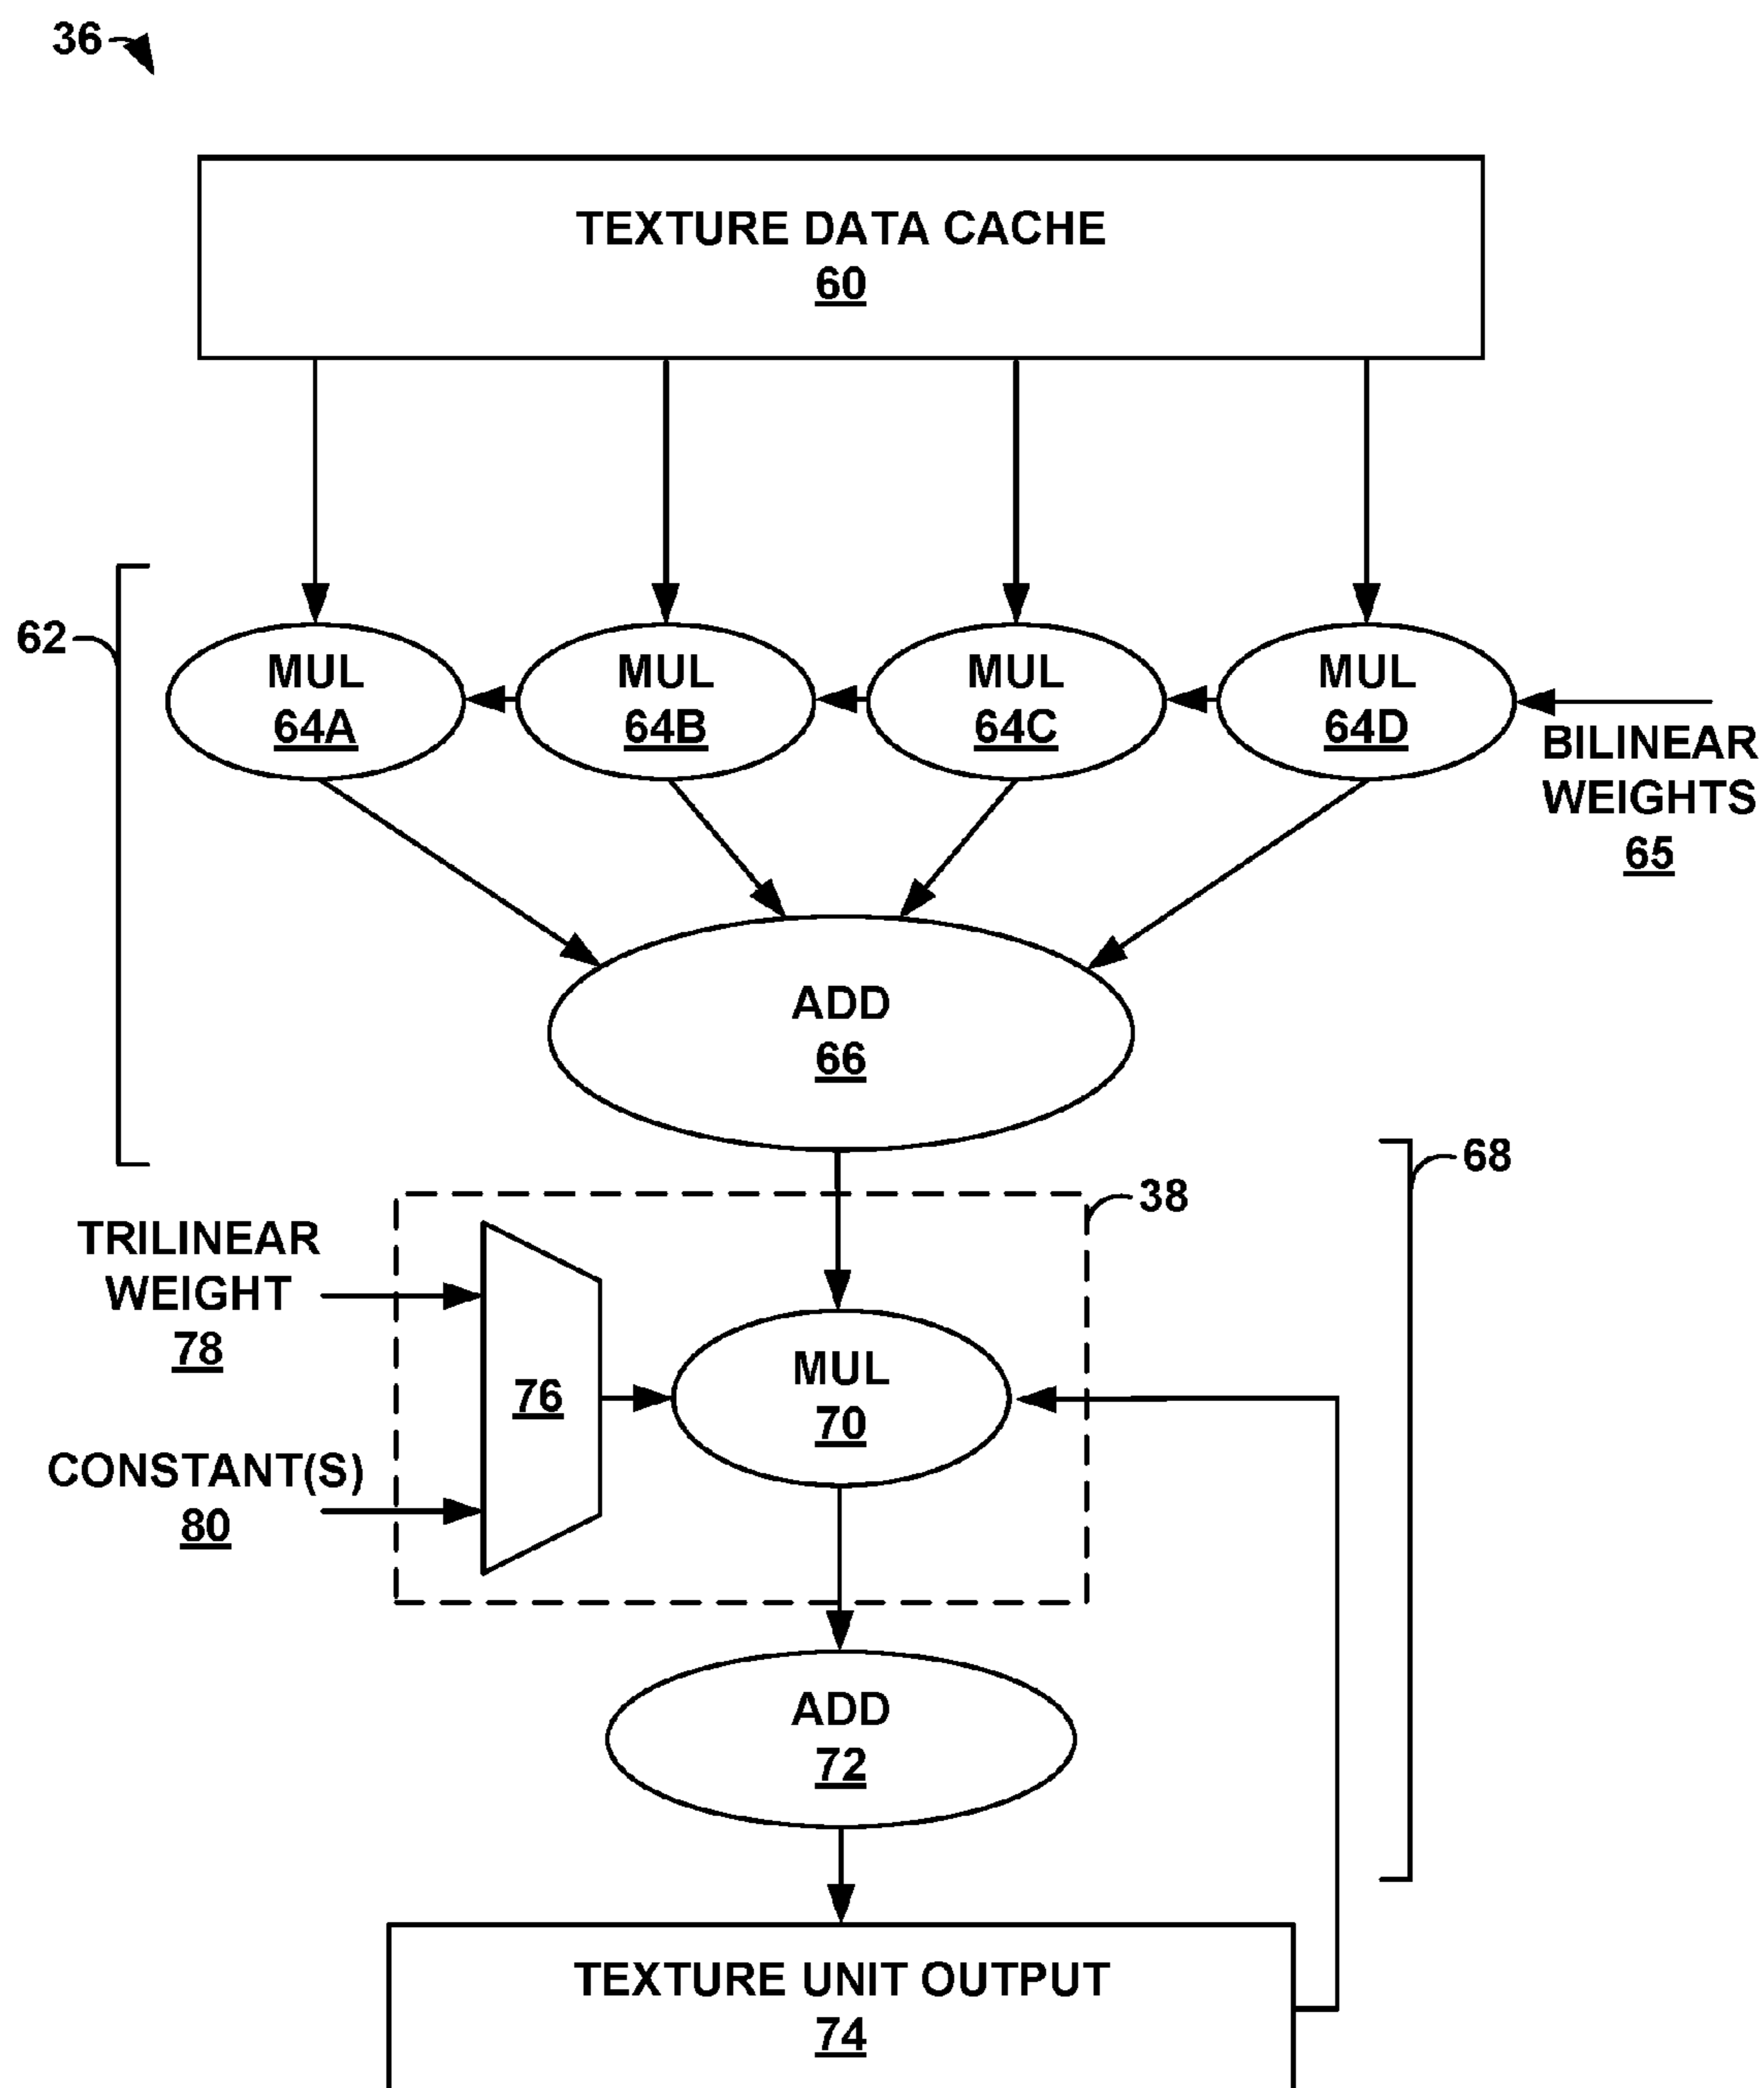 36
TEXTURE DATA CACHE
60
62
MUL
64A
MUL
64B
MUL
64C
MUL
64D
BILINEAR
WEIGHTS
65
ADD
66
68
38
TRILINEAR
WEIGHT
78
76
MUL
70
CONSTANT(S)
80
ADD
72
TEXTURE UNIT OUTPUT
74